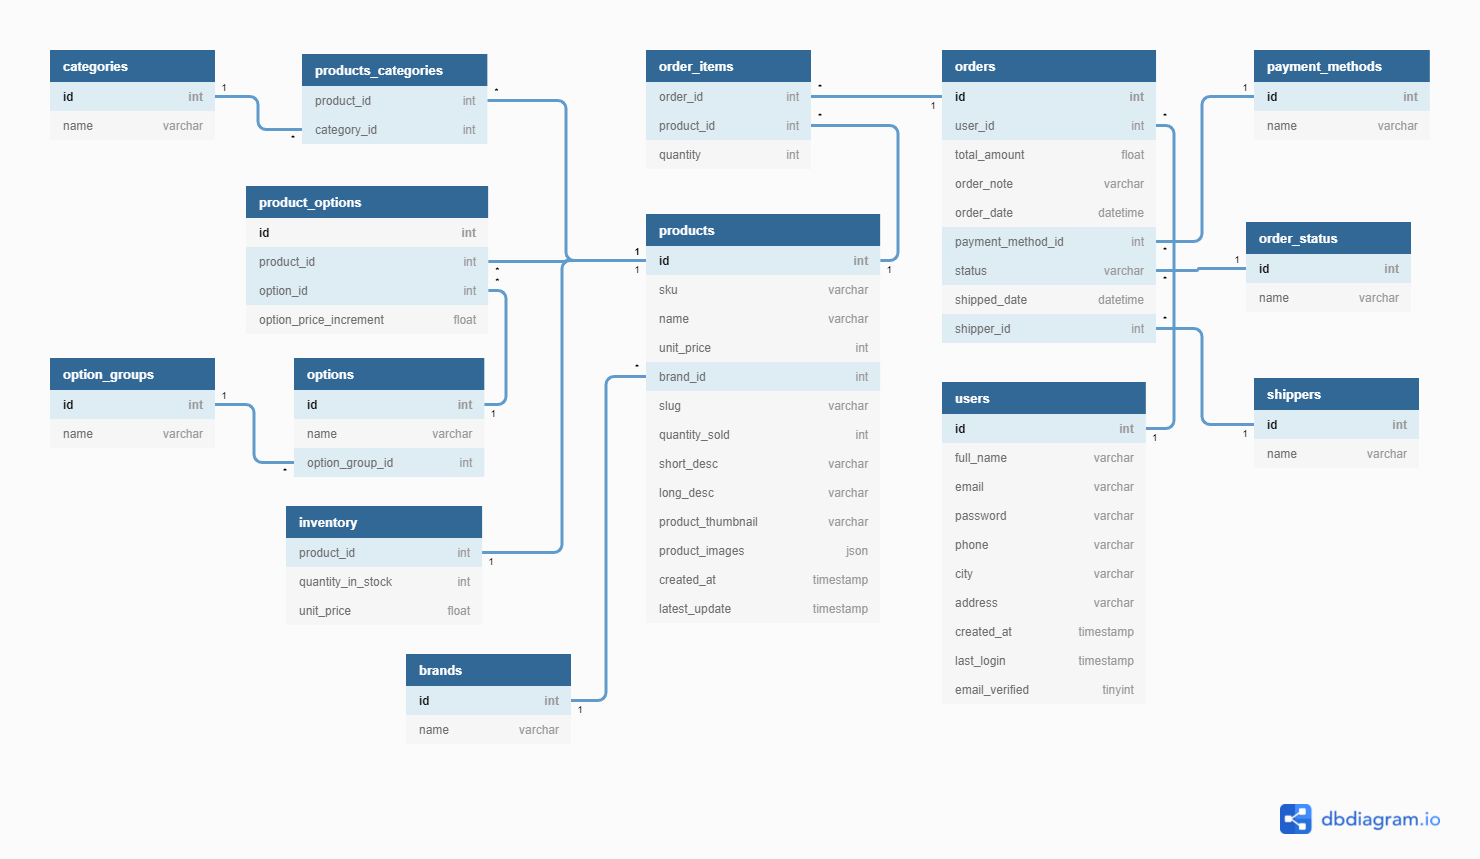 categories
id int
name varchar
products_categories
product_id int
category_id int
product_options
id int
product_id int
option_id int
option_price_increment float
option_groups
id int
name varchar
options
id int
name varchar
option_group_id int
inventory
product_id int
quantity_in_stock int
unit_price float
brands
id int
name varchar
order_items
order_id int
product_id int
quantity int
products
id int
sku varchar
name varchar
unit_price int
brand_id int
slug varchar
quantity_sold int
short_desc varchar
long_desc varchar
product_thumbnail varchar
product_images json
created_at timestamp
latest_update timestamp
orders
id int
user_id int
total_amount float
order_note varchar
order_date datetime
payment_method_id int
status varchar
shipped_date datetime
shipper_id int
users
id int
full_name varchar
email varchar
password varchar
phone varchar
city varchar
address varchar
created_at timestamp
last_login timestamp
email_verified tinyint
payment_methods
id int
name varchar
order_status
id int
name varchar
shippers
id int
name varchar
1
*
*
1
*
*
1
1
1
*
1
*
1
*
1
*
1
*
1
*
1
*
1
*
1
dbdiagram.io